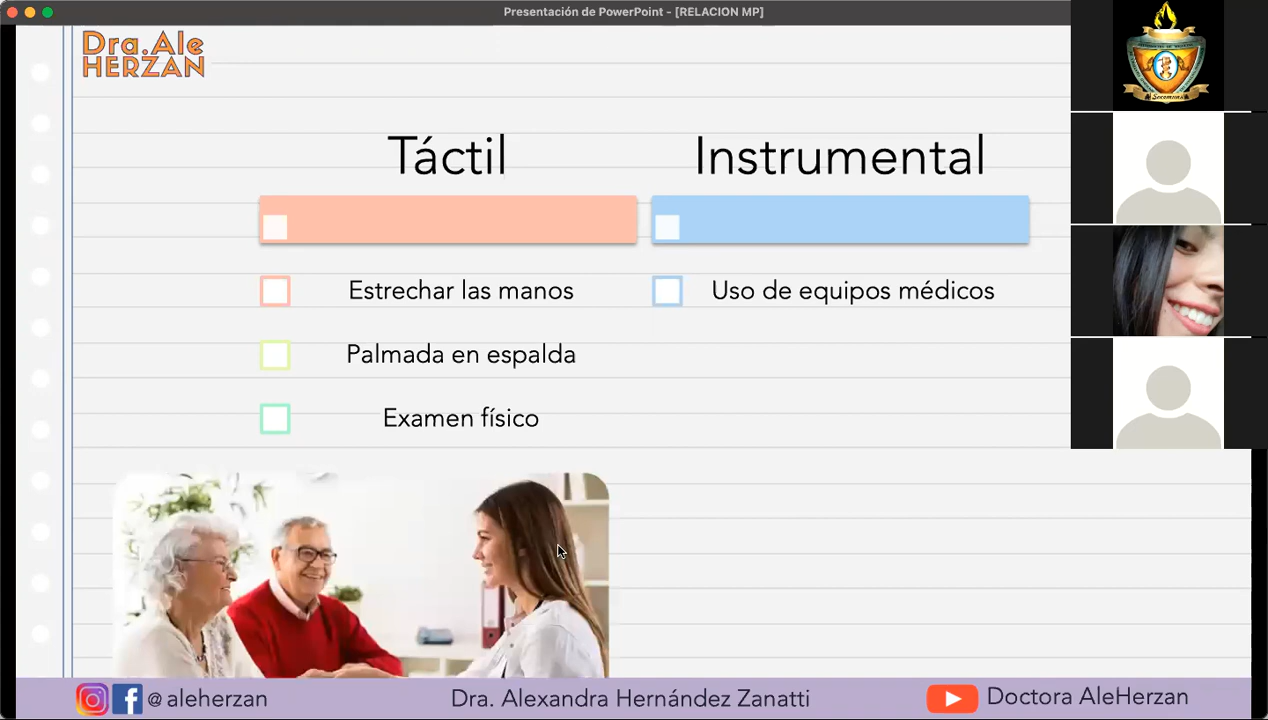 Presentación de PowerPoint - [RELACION MP]
Dra.Ale
HERZAN
Táctil
Instrumental
Estrechar las manos
Uso de equipos médicos
Palmada en espalda
Examen físico
@ aleherzan
Dra. Alexandra Hernández Zanatti
Doctora AleHerzan